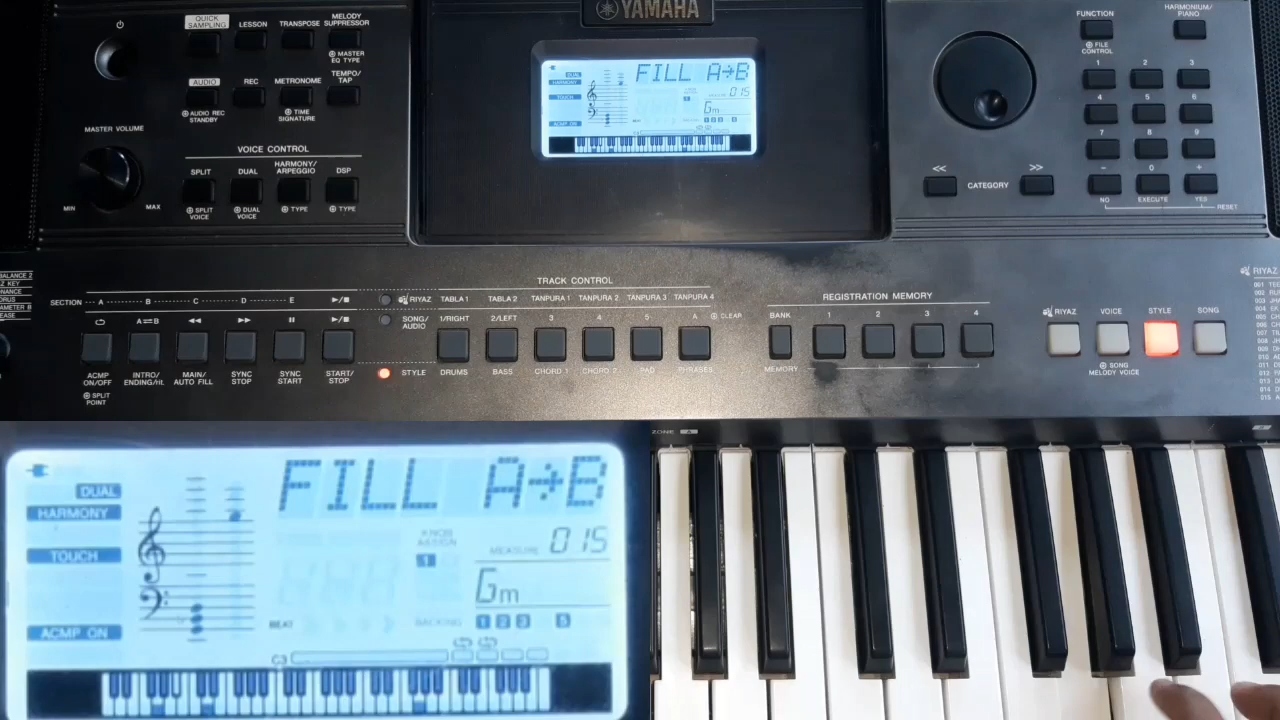 YAMAHA
QUICK SAMPLING
LESSON
TRANSPOSE
MELODY SUPPRESSOR
MASTER EQ TYPE
AUDIO
REC
METRONOME
TEMPO/TAP
AUDIO REC STANDBY
TIME SIGNATURE
MASTER VOLUME
MIN
MAX
VOICE CONTROL
SPLIT
DUAL
HARMONY/ARPEGGIO
DSP
SPLIT VOICE
DUAL VOICE
TYPE
TYPE
DUAL
HARMONY
TOUCH
ACMP ON
FILL A→B
015
Gm
FUNCTION
HARMONIUM/PIANO
FILE CONTROL
1 2 3
4 5 6
7 8 9
- 0 +
NO EXECUTE YES
RESET
<< CATEGORY >>
SECTION A B C D E
RIYAZ
SONG/AUDIO
STYLE
ACMP ON/OFF
SPLIT POINT
A=B
INTRO/ENDING/rit.
MAIN/AUTO FILL
SYNC STOP
SYNC START
START/STOP
TRACK CONTROL
TABLA 1 TABLA 2 TANPURA 1 TANPURA 2 TANPURA 3 TANPURA 4
1/RIGHT 2/LEFT 3 4 5 A CLEAR
DRUMS BASS CHORD 1 CHORD 2 PAD PHRASES
REGISTRATION MEMORY
BANK 1 2 3 4
MEMORY
RIYAZ VOICE STYLE SONG
SONG MELODY VOICE
RIYAZ
FILL A→B
DUAL
HARMONY
TOUCH
ACMP ON
KNOB ASSIGN
1
MEASURE 015
Gm
BEAT
BACKING 1 2 3 5
C3